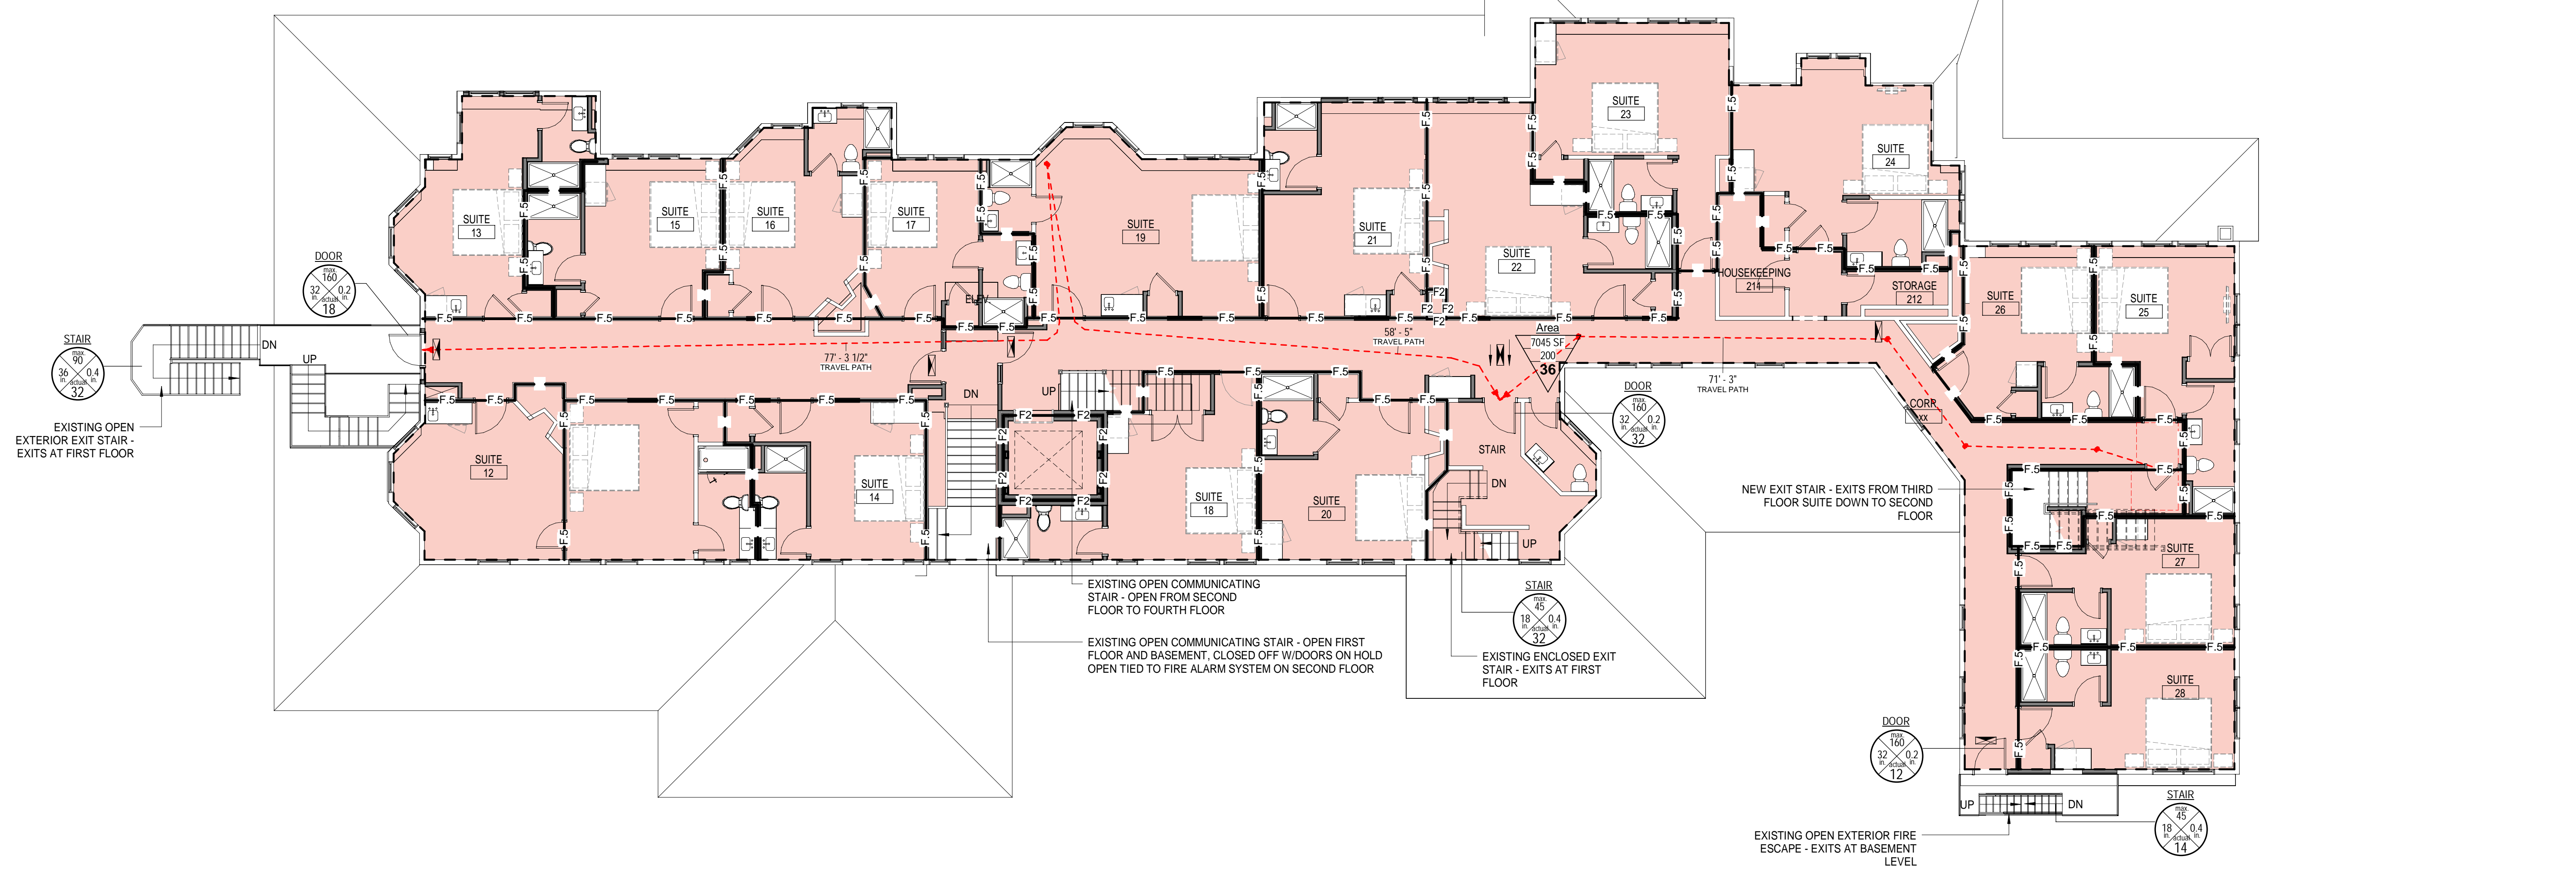 SUITE
23
SUITE
24
SUITE
13
SUITE
15
SUITE
16
SUITE
17
SUITE
19
SUITE
21
SUITE
22
HOUSEKEEPING
211
STORAGE
212
SUITE
26
SUITE
25
ELEV.
DOOR
max.
160
32
in.
0.2
in.
actual
18
STAIR
max.
90
36
in.
0.4
in.
actual
32
DN
UP
EXISTING OPEN
EXTERIOR EXIT STAIR -
EXITS AT FIRST FLOOR
77' - 3 1/2"
TRAVEL PATH
58' - 5"
TRAVEL PATH
Area
7045 SF
200
36
71' - 3"
TRAVEL PATH
DOOR
max.
160
32
in.
0.2
in.
actual
32
CORR.
xxx
SUITE
12
SUITE
14
DN
UP
SUITE
18
SUITE
20
STAIR
DN
UP
NEW EXIT STAIR - EXITS FROM THIRD
FLOOR SUITE DOWN TO SECOND
FLOOR
SUITE
27
SUITE
28
EXISTING OPEN COMMUNICATING
STAIR - OPEN FROM SECOND
FLOOR TO FOURTH FLOOR
EXISTING OPEN COMMUNICATING STAIR - OPEN FIRST
FLOOR AND BASEMENT, CLOSED OFF W/DOORS ON HOLD
OPEN TIED TO FIRE ALARM SYSTEM ON SECOND FLOOR
STAIR
max.
45
18
in.
0.4
in.
actual
32
EXISTING ENCLOSED EXIT
STAIR - EXITS AT FIRST
FLOOR
DOOR
max.
160
32
in.
0.2
in.
actual
12
UP
DN
STAIR
max.
45
18
in.
0.4
in.
actual
14
EXISTING OPEN EXTERIOR FIRE
ESCAPE - EXITS AT BASEMENT
LEVEL
F.5
F2